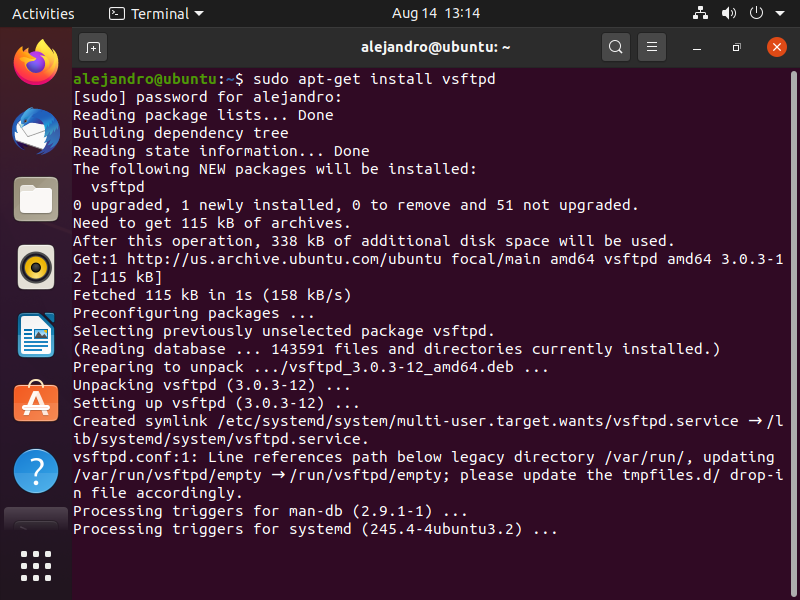 Activities
Terminal
Aug 14 13:14
alejandro@ubuntu: ~
alejandro@ubuntu:~$ sudo apt-get install vsftpd
[sudo] password for alejandro:
Reading package lists... Done
Building dependency tree
Reading state information... Done
The following NEW packages will be installed:
  vsftpd
0 upgraded, 1 newly installed, 0 to remove and 51 not upgraded.
Need to get 115 kB of archives.
After this operation, 338 kB of additional disk space will be used.
Get:1 http://us.archive.ubuntu.com/ubuntu focal/main amd64 vsftpd amd64 3.0.3-1
2 [115 kB]
Fetched 115 kB in 1s (158 kB/s)
Preconfiguring packages ...
Selecting previously unselected package vsftpd.
(Reading database ... 143591 files and directories currently installed.)
Preparing to unpack .../vsftpd_3.0.3-12_amd64.deb ...
Unpacking vsftpd (3.0.3-12) ...
Setting up vsftpd (3.0.3-12) ...
Created symlink /etc/systemd/system/multi-user.target.wants/vsftpd.service → /l
ib/systemd/system/vsftpd.service.
vsftpd.conf:1: Line references path below legacy directory /var/run/, updating
/var/run/vsftpd/empty → /run/vsftpd/empty; please update the tmpfiles.d/ drop-i
n file accordingly.
Processing triggers for man-db (2.9.1-1) ...
Processing triggers for systemd (245.4-4ubuntu3.2) ...